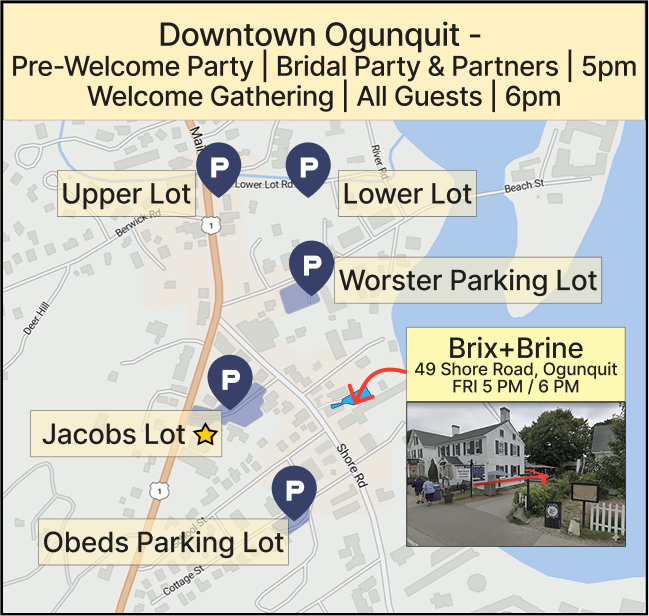 Downtown Ogunquit -
Pre-Welcome Party | Bridal Party & Partners | 5pm
Welcome Gathering | All Guests | 6pm
Main
P
P
River Rd
Lower Lot Rd
Upper Lot
Lower Lot
Beach St
Berwick Rd
1
P
Worster Parking Lot
Deer Hill
Brix+Brine
49 Shore Road, Ogunquit
FRI 5 PM / 6 PM
P
Jacobs Lot
Shore Rd
1
P
Obeds Parking Lot
Cottage St